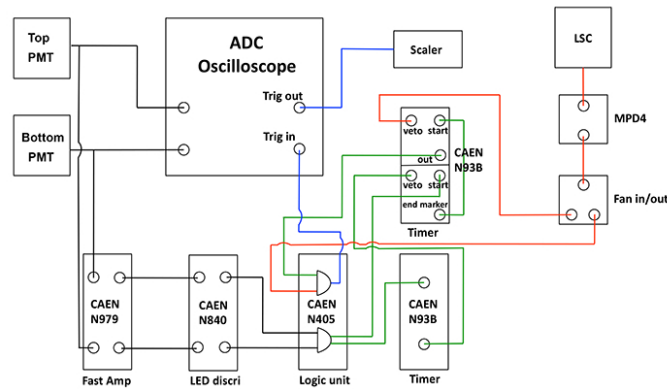 Top
PMT
Bottom
PMT
ADC
Oscilloscope
Trig out
Trig in
Scaler
LSC
MPD4
Fan in/out
veto start
out
CAEN
N93B
veto start
end marker
Timer
CAEN
N979
Fast Amp
CAEN
N840
LED discri
CAEN
N405
Logic unit
CAEN
N93B
Timer